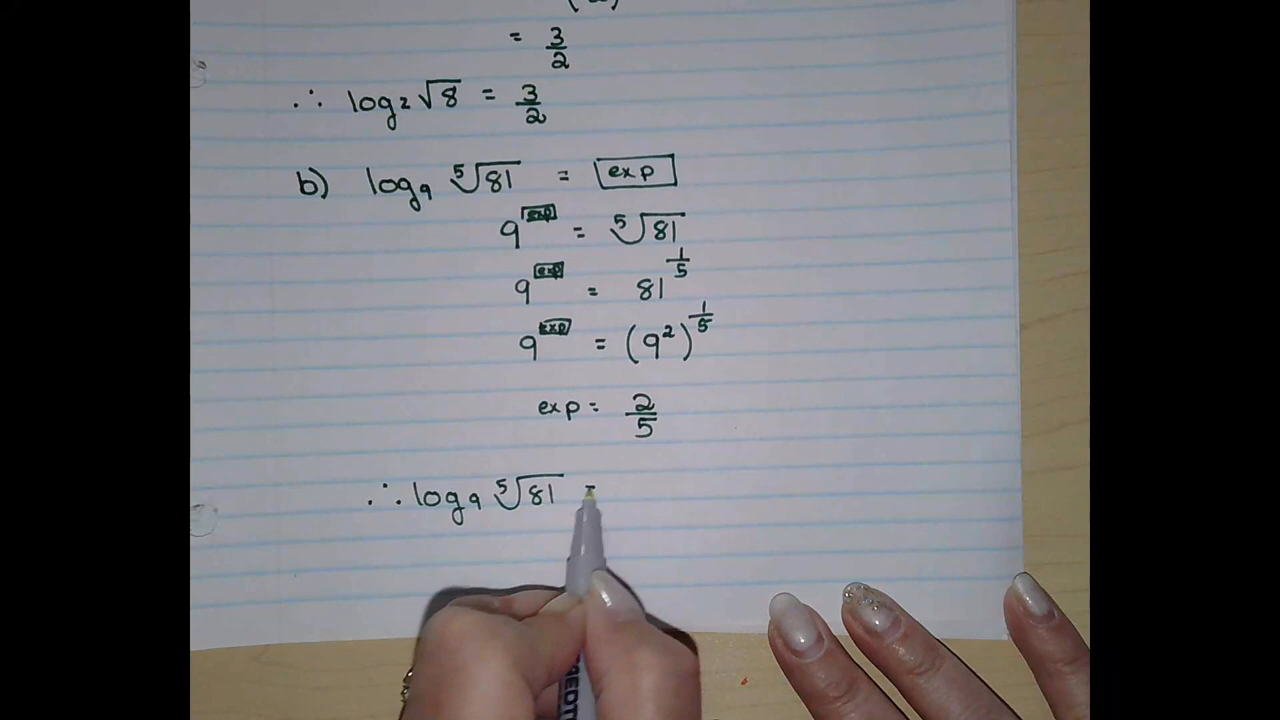 = 3/2
∴ log₂ √8 = 3/2
b) log₉ ⁵√81 = exp
9^exp = ⁵√81
9^exp = 81^1/5
9^exp = (9²)^1/5
exp = 2/5
∴ log₉ ⁵√81 =